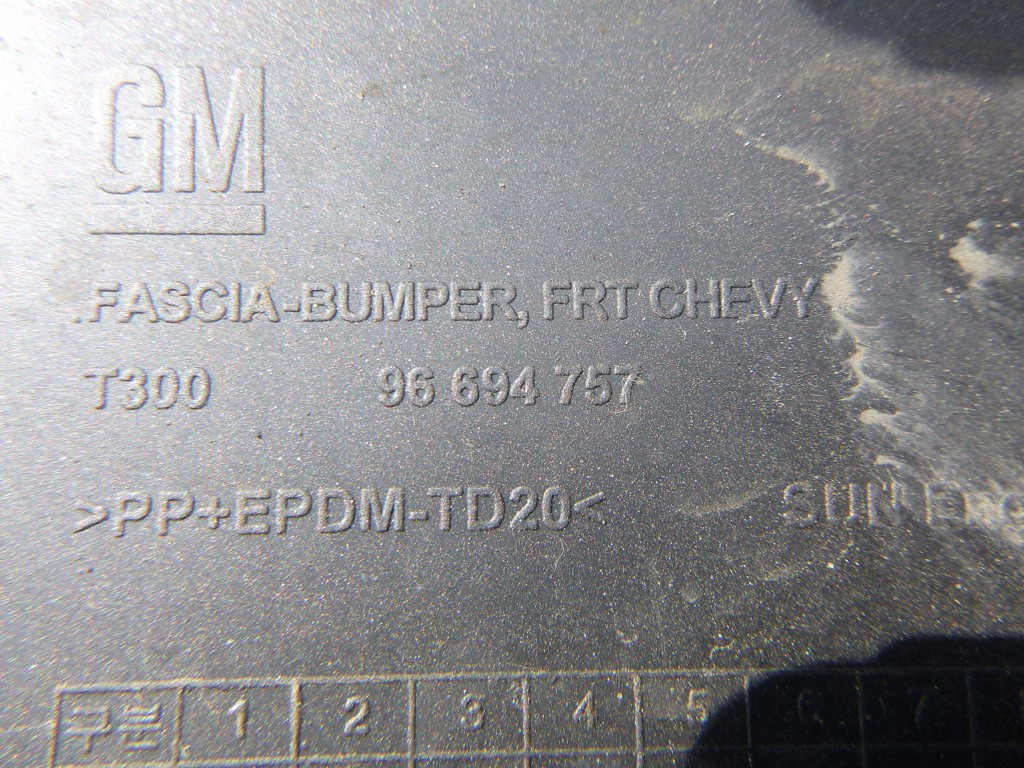 GM
FASCIA-BUMPER, FRT CHEVY
T300 96 694 757
>PP+EPDM-TD20< SUN
구분 1 2 3 4 5 6 7